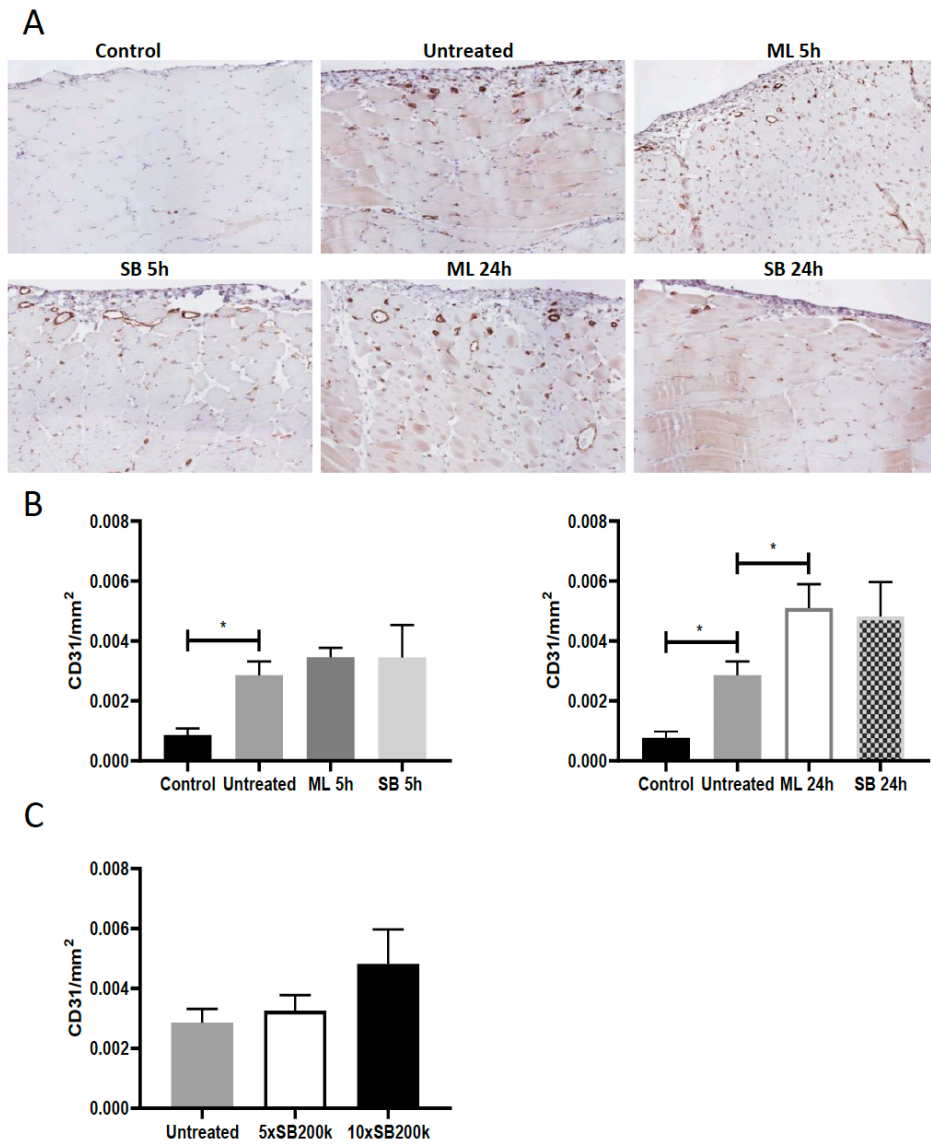 A
Control Untreated ML 5h
SB 5h ML 24h SB 24h
B
0.008
0.006
0.004
0.002
0.000
CD31/mm²
*
Control Untreated ML 5h SB 5h
0.008
0.006
0.004
0.002
0.000
CD31/mm²
*
*
Control Untreated ML 24h SB 24h
C
0.008
0.006
0.004
0.002
0.000
CD31/mm²
Untreated 5xSB200k 10xSB200k